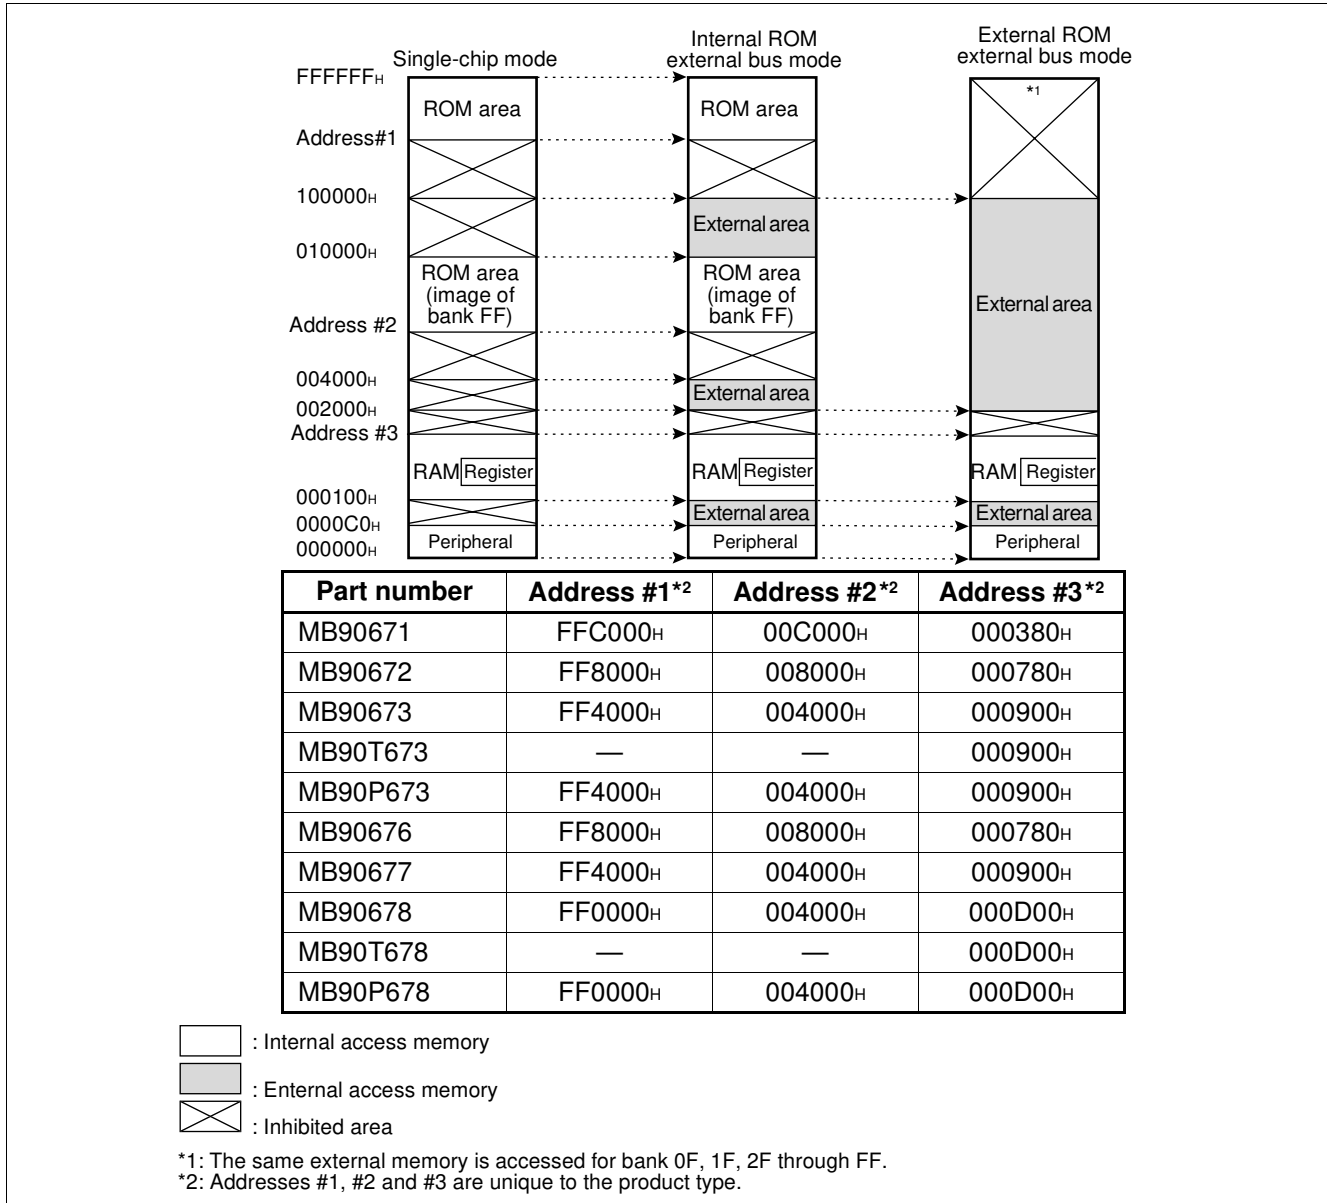 Single-chip mode
Internal ROM
external bus mode
External ROM
external bus mode
FFFFFFH
ROM area
ROM area
*1
Address#1
100000H
External area
010000H
ROM area
(image of
bank FF)
ROM area
(image of
bank FF)
External area
Address #2
004000H
External area
002000H
Address #3
RAM Register
RAM Register
RAM Register
000100H
External area
External area
0000C0H
Peripheral
Peripheral
Peripheral
000000H
Part number Address #1*2 Address #2*2 Address #3*2
MB90671 FFC000H 00C000H 000380H
MB90672 FF8000H 008000H 000780H
MB90673 FF4000H 004000H 000900H
MB90T673 — — 000900H
MB90P673 FF4000H 004000H 000900H
MB90676 FF8000H 008000H 000780H
MB90677 FF4000H 004000H 000900H
MB90678 FF0000H 004000H 000D00H
MB90T678 — — 000D00H
MB90P678 FF0000H 004000H 000D00H
: Internal access memory
: Enternal access memory
: Inhibited area
*1: The same external memory is accessed for bank 0F, 1F, 2F through FF.
*2: Addresses #1, #2 and #3 are unique to the product type.